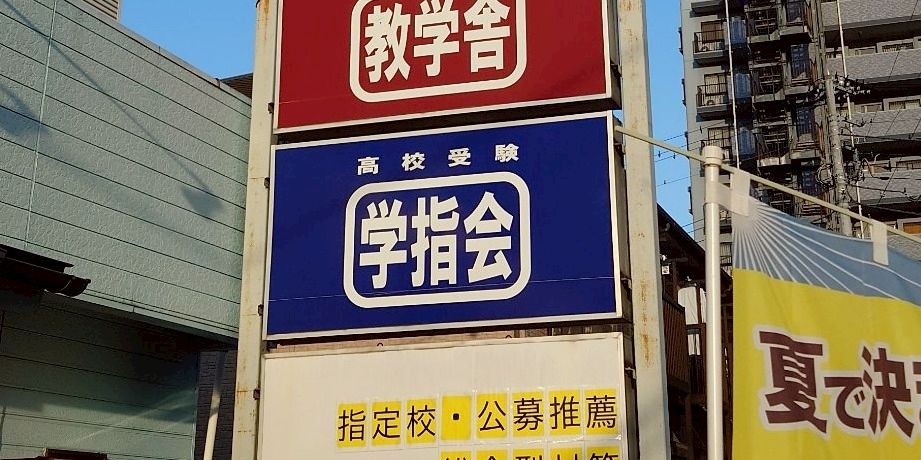 教学舎
高校受験
学指会
指定校・公募推薦
夏で決